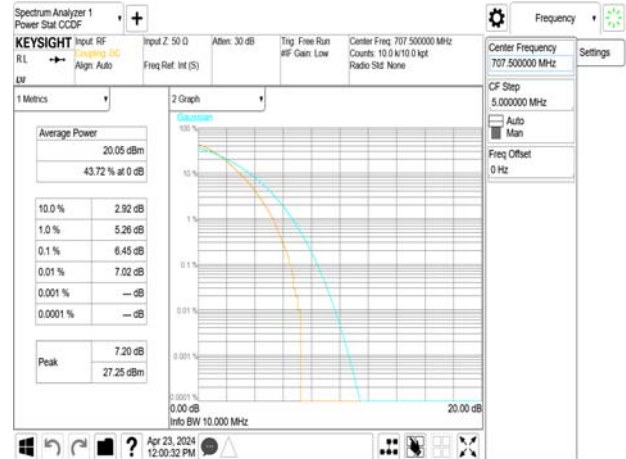 Spectrum Analyzer 1
Power Stat CCDF
Frequency
KEYSIGHT
RL
Input: RF
Coupling: DC
Align: Auto
Input Z: 50 Ω
Freq Ref: Int (S)
Atten: 30 dB
Trig: Free Run
#IF Gain: Low
Center Freq: 707.500000 MHz
Counts: 10.0 k/10.0 kpt
Radio Std: None
Center Frequency
707.500000 MHz
Settings
CF Step
5.000000 MHz
Auto
Man
Freq Offset
0 Hz
1 Metrics
2 Graph
Average Power
20.05 dBm
43.72 % at 0 dB
10.0 % 2.92 dB
1.0 % 5.26 dB
0.1 % 6.45 dB
0.01 % 7.02 dB
0.001 % --- dB
0.0001 % --- dB
Peak
7.20 dB
27.25 dBm
Gaussian
100 %
10 %
1 %
0.1 %
0.01 %
0.001 %
0.0001 %
0.00 dB 20.00 dB
Info BW 10.000 MHz
?
Apr 23, 2024
12:00:32 PM